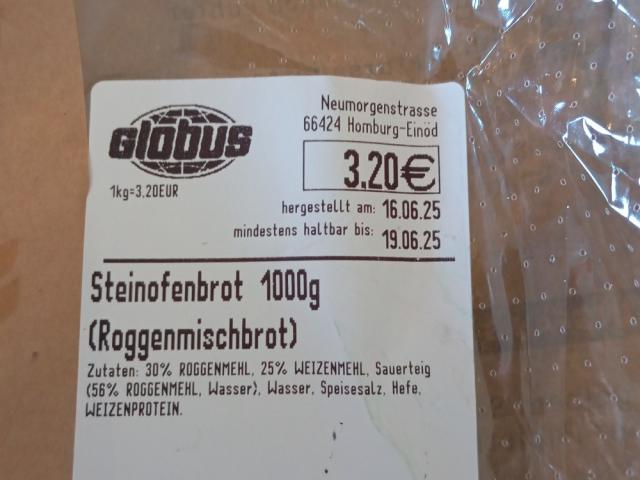 Globus
Neumorgenstrasse
66424 Homburg-Einöd
3.20€
1kg=3,20EUR
hergestellt am: 16.06.25
mindestens haltbar bis: 19.06.25
Steinofenbrot 1000g
(Roggenmischbrot)
Zutaten: 30% ROGGENMEHL, 25% WEIZENMEHL, Sauerteig
(56% ROGGENMEHL, Wasser), Wasser, Speisesalz, Hefe,
WEIZENPROTEIN.